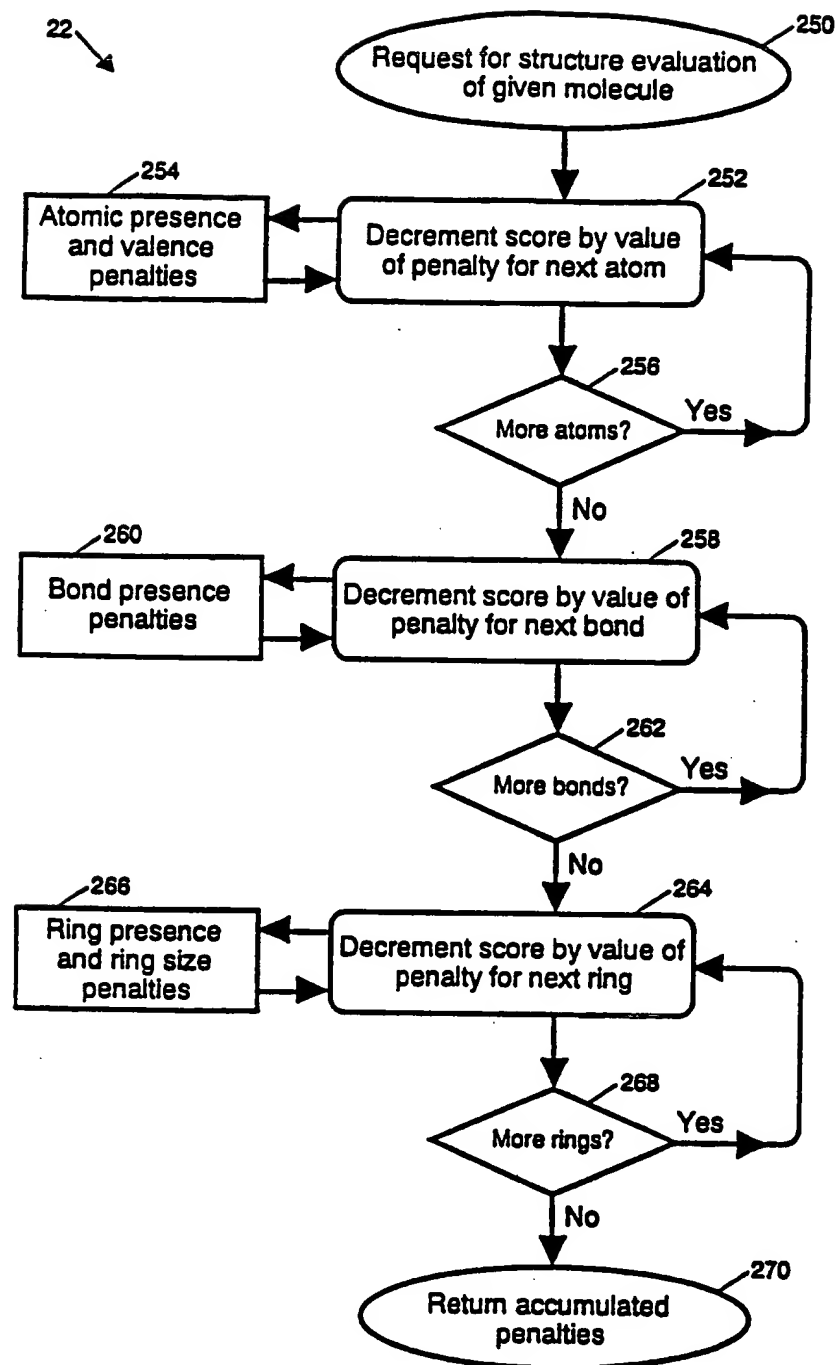 22
250
Request for structure evaluation
of given molecule
254
252
Atomic presence
and valence
penalties
Decrement score by value
of penalty for next atom
256
More atoms?
Yes
No
260
258
Bond presence
penalties
Decrement score by value of
penalty for next bond
262
More bonds?
Yes
No
266
264
Ring presence
and ring size
penalties
Decrement score by value of
penalty for next ring
268
More rings?
Yes
No
270
Return accumulated
penalties